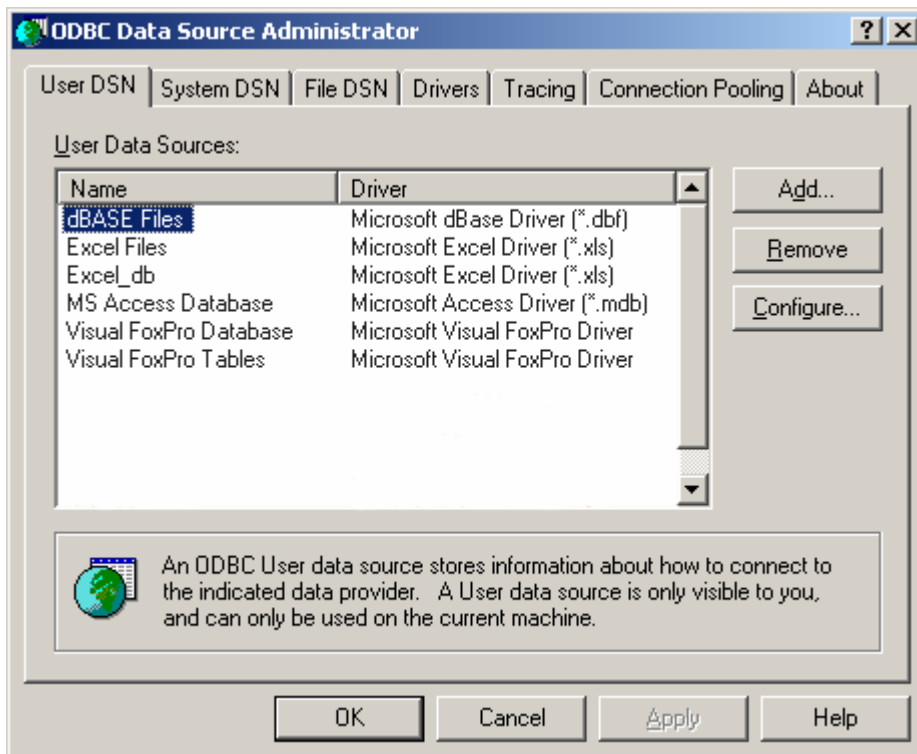 ODBC Data Source Administrator
User DSN System DSN File DSN Drivers Tracing Connection Pooling About
User Data Sources:
Name Driver
dBASE Files Microsoft dBase Driver (*.dbf)
Excel Files Microsoft Excel Driver (*.xls)
Excel_db Microsoft Excel Driver (*.xls)
MS Access Database Microsoft Access Driver (*.mdb)
Visual FoxPro Database Microsoft Visual FoxPro Driver
Visual FoxPro Tables Microsoft Visual FoxPro Driver
Add...
Remove
Configure...
An ODBC User data source stores information about how to connect to
the indicated data provider. A User data source is only visible to you,
and can only be used on the current machine.
OK Cancel Apply Help